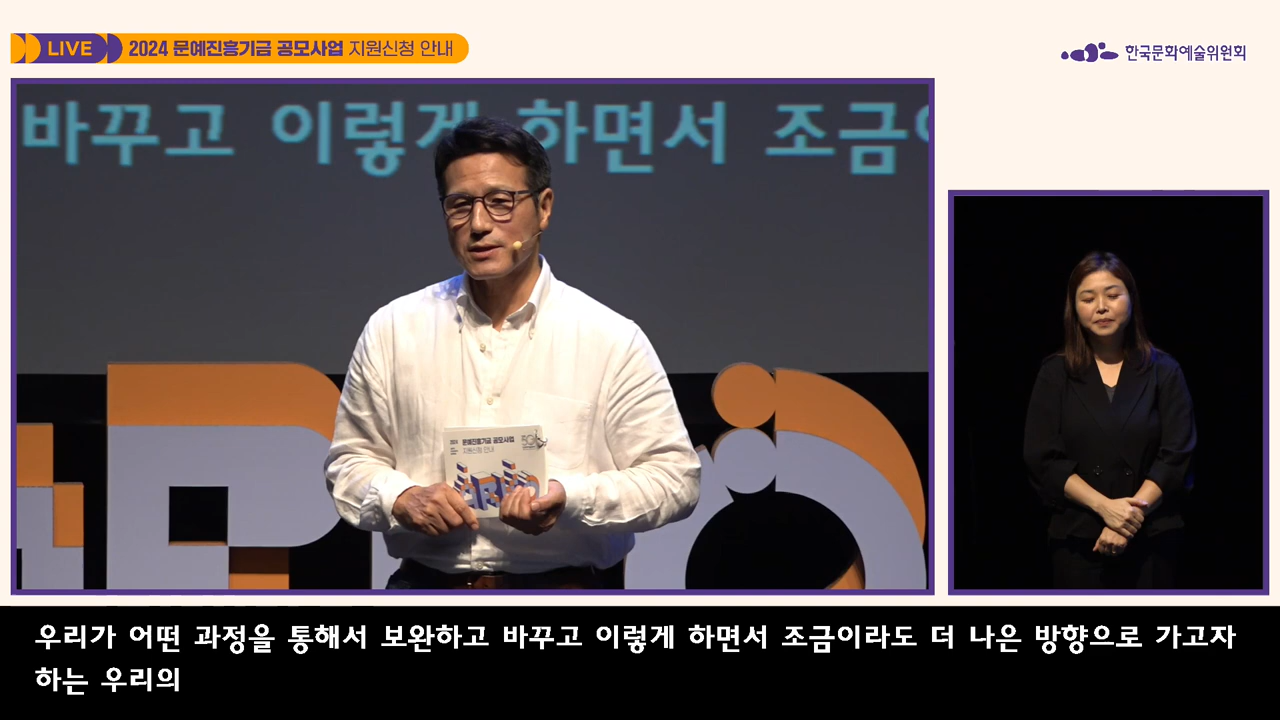 LIVE 2024 문예진흥기금 공모사업 지원신청 안내
한국문화예술위원회
바꾸고 이렇게 하면서 조금
2024 문예진흥기금 공모사업
지원신청 안내
우리가 어떤 과정을 통해서 보완하고 바꾸고 이렇게 하면서 조금이라도 더 나은 방향으로 가고자
하는 우리의